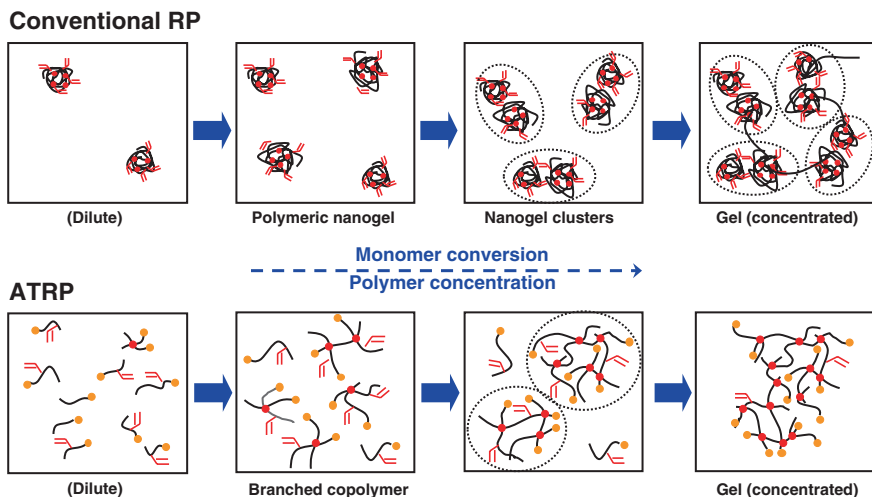 Conventional RP
(Dilute)
Polymeric nanogel
Nanogel clusters
Gel (concentrated)
Monomer conversion
Polymer concentration
ATRP
(Dilute)
Branched copolymer
Gel (concentrated)